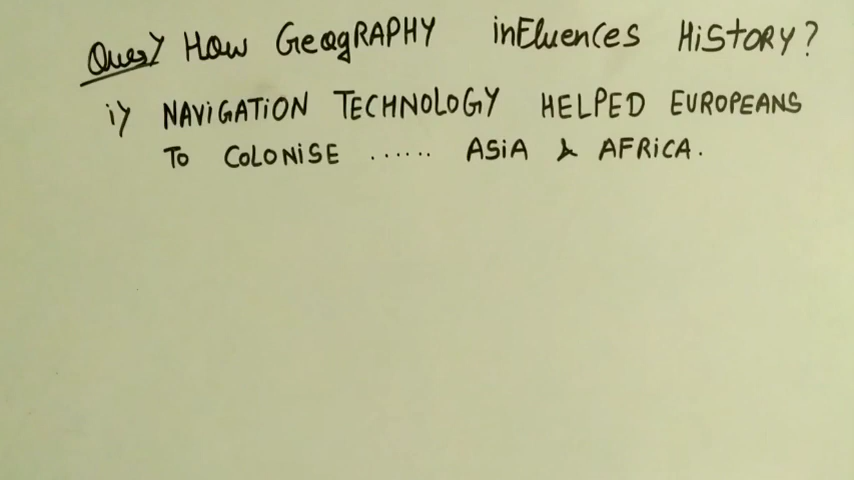 Ques> How GeogRAPHY inFluences HiSTORY?
i> NAViGATiON TECHNOLOGY HELPED EUROPEANS
To COLONiSE ...... ASiA & AFRiCA.